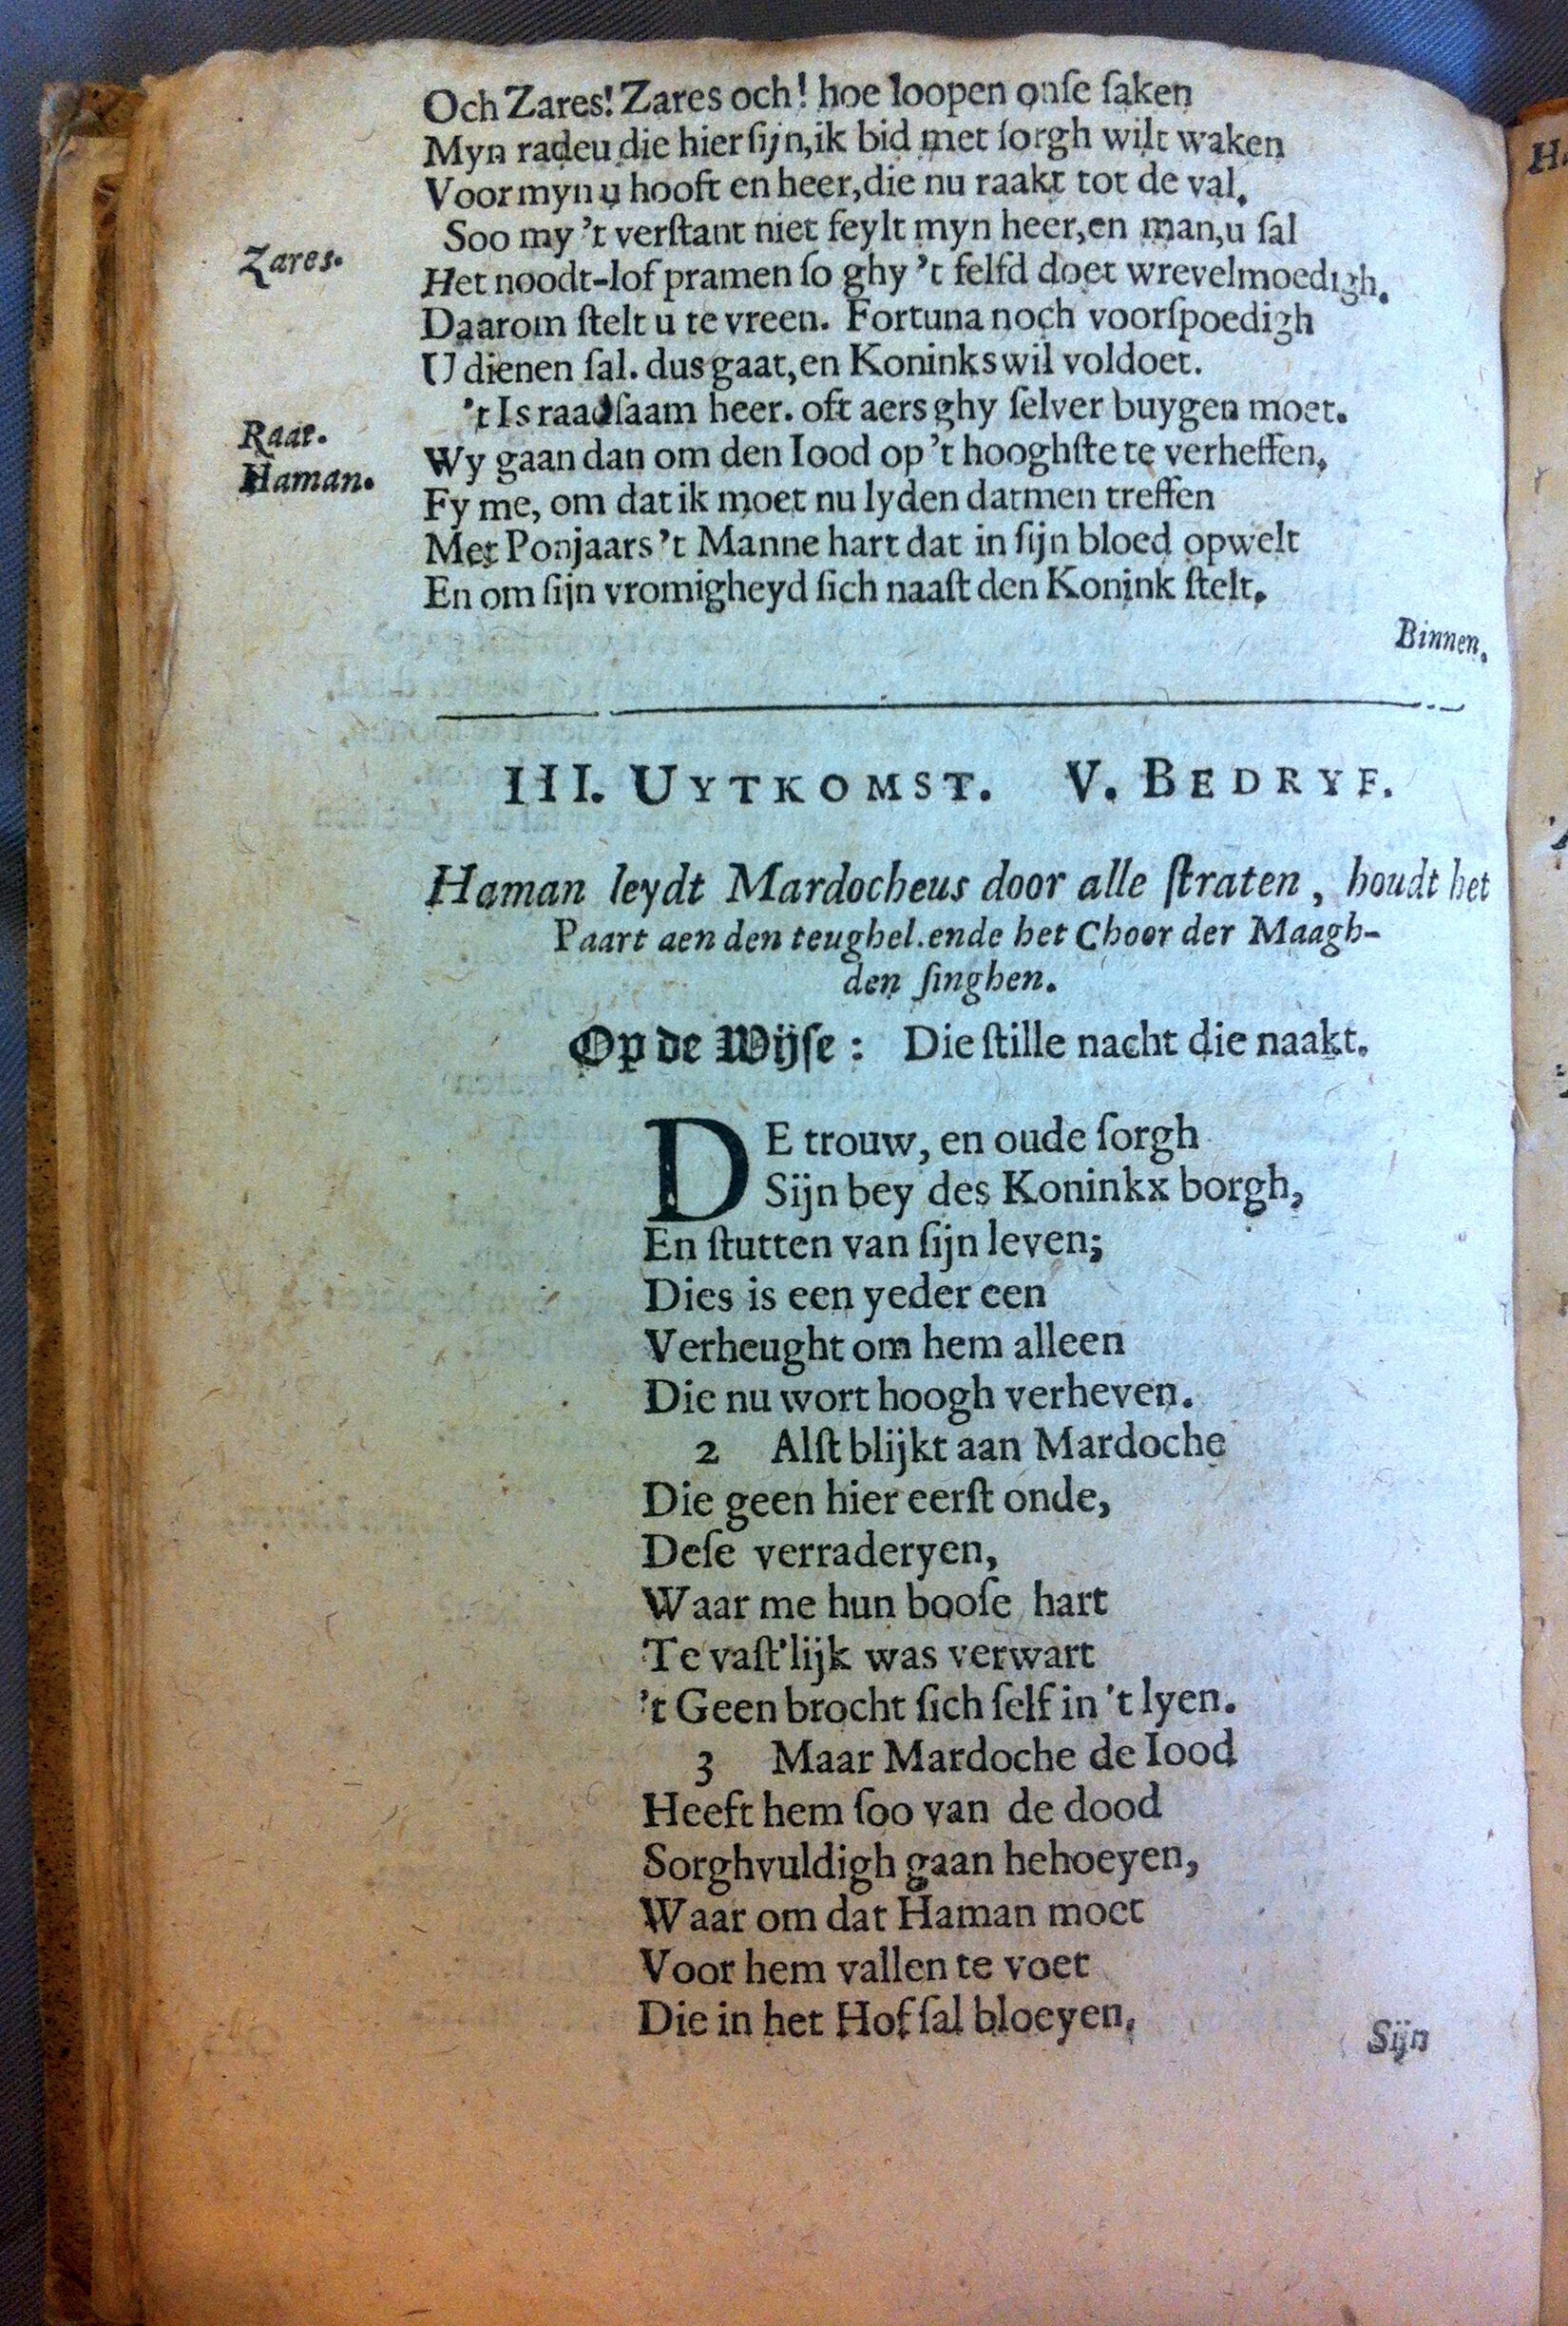 Och Zares! Zares och! hoe loopen onſe ſaken
Myn radeu die hier ſijn, ik bid met ſorgh wilt waken
Voor myn u hooft en heer, die nu raakt tot de val.
Zares. Soo my 't verſtant niet feylt myn heer, en man, u ſal
Het noodt-lof pramen ſo ghy 't ſelfd doet wrevelmoedigh.
Daarom ſtelt u te vreen. Fortuna noch voorſpoedigh
U dienen ſal. dus gaat, en Koninks wil voldoet.
Raat. 't Is raadſaam heer. oft aers ghy ſelver buygen moet.
Haman. Wy gaan dan om den Iood op 't hooghſte te verheffen,
Fy me, om dat ik moet nu lyden datmen treffen
Met Ponjaars 't Manne hart dat in ſijn bloed opwelt
En om ſijn vromigheyd ſich naaſt den Konink ſtelt.
Binnen.
III. UYTKOMST. V. BEDRYF.
Haman leydt Mardocheus door alle ſtraten, houdt het
Paart aen den teughel. ende het Choor der Maagh-
den ſinghen.
Op de Wijſe: Die ſtille nacht die naakt.
DE trouw, en oude ſorgh
Sijn bey des Koninkx borgh,
En ſtutten van ſijn leven;
Dies is een yeder een
Verheught om hem alleen
Die nu wort hoogh verheven.
2 Alſt blijkt aan Mardoche
Die geen hier eerſt onde,
Deſe verraderyen,
Waar me hun booſe hart
Te vaſt'lijk was verwart
't Geen brocht ſich ſelf in 't lyen.
3 Maar Mardoche de Iood
Heeft hem ſoo van de dood
Sorghvuldigh gaan hehoeyen,
Waar om dat Haman moet
Voor hem vallen te voet
Die in het Hof ſal bloeyen.
Sijn